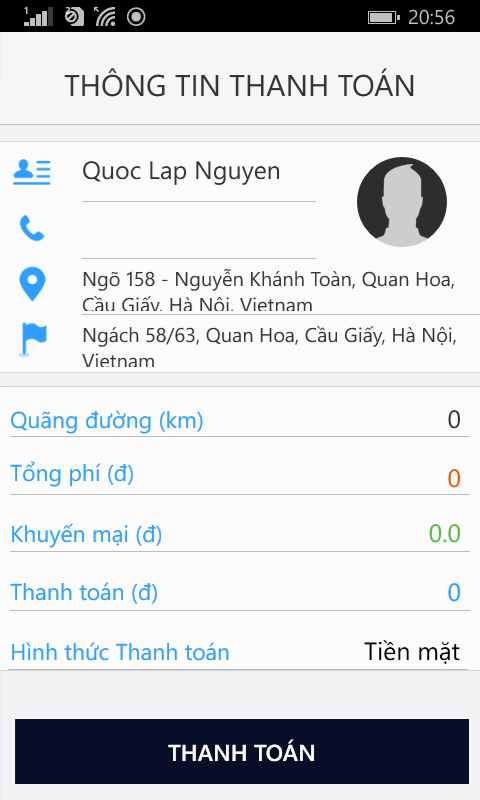 20:56
THÔNG TIN THANH TOÁN
Quoc Lap Nguyen
Ngõ 158 - Nguyễn Khánh Toàn, Quan Hoa,
Cầu Giấy, Hà Nội, Vietnam
Ngách 58/63, Quan Hoa, Cầu Giấy, Hà Nội,
Vietnam
Quãng đường (km) 0
Tổng phí (đ) 0
Khuyến mại (đ) 0.0
Thanh toán (đ) 0
Hình thức Thanh toán Tiền mặt
THANH TOÁN